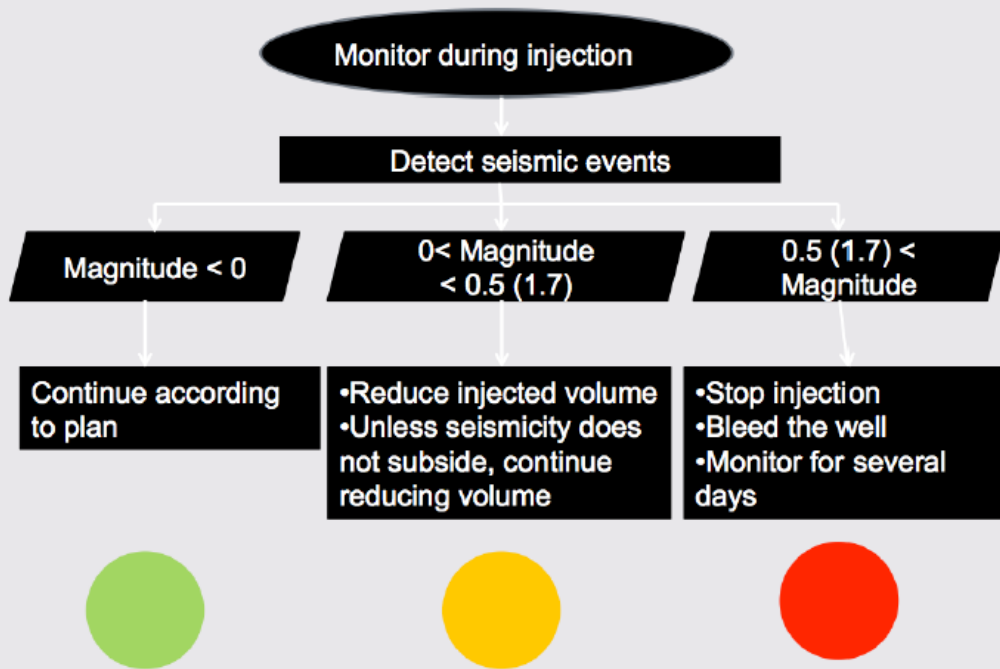 Monitor during injection
Detect seismic events
Magnitude < 0
0< Magnitude
< 0.5 (1.7)
0.5 (1.7) <
Magnitude
Continue according
to plan
•Reduce injected volume
•Unless seismicity does
not subside, continue
reducing volume
•Stop injection
•Bleed the well
•Monitor for several
days